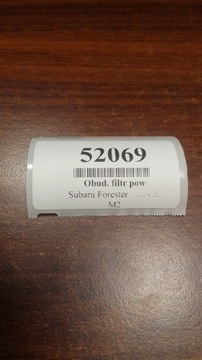 52069
Obud. filtr pow
Subaru Forester
M2